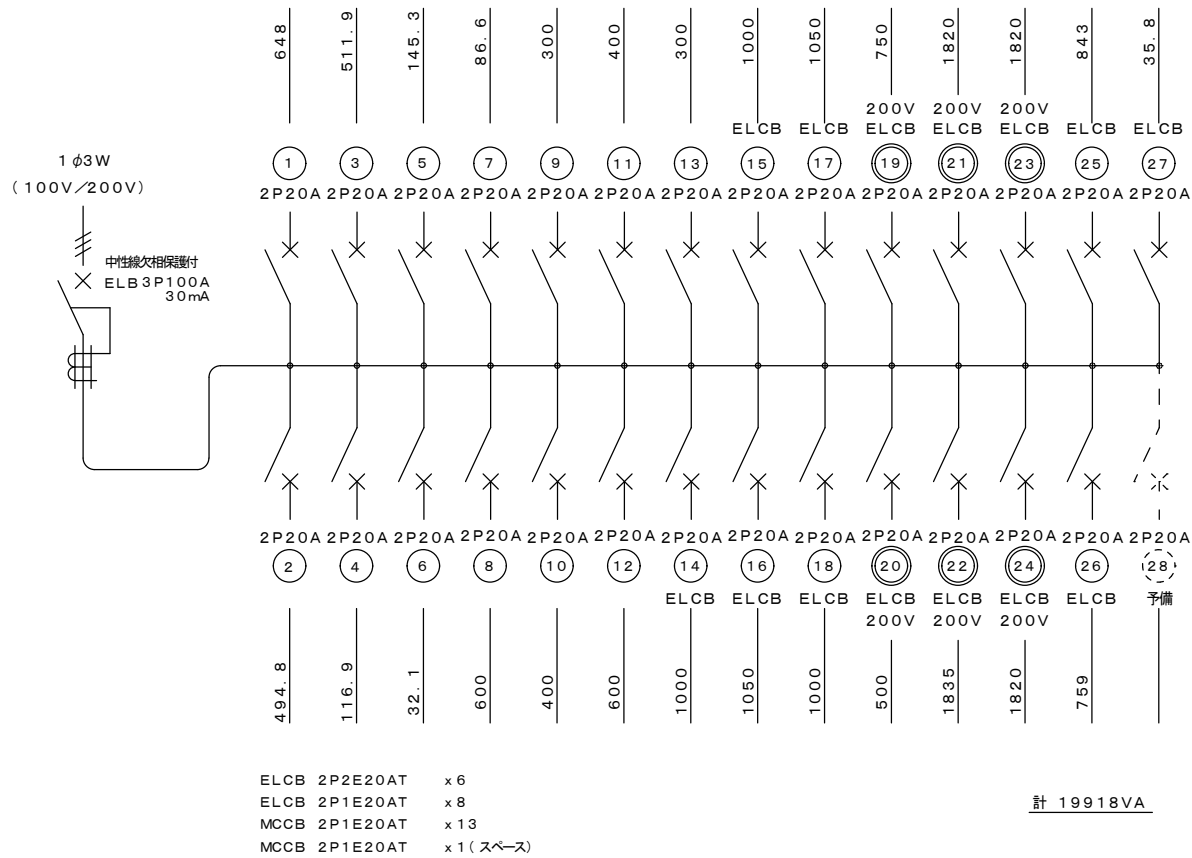 648 511.9 145.3 86.6 300 400 300 1000 1050 750 1820 1820 843 35.8
200V 200V 200V
ELCB ELCB ELCB ELCB ELCB ELCB ELCB
1 3 5 7 9 11 13 15 17 19 21 23 25 27
2P20A 2P20A 2P20A 2P20A 2P20A 2P20A 2P20A 2P20A 2P20A 2P20A 2P20A 2P20A 2P20A 2P20A
1φ3W
(100V/200V)
中性線欠相保護付
ELB 3P100A
30mA
2P20A 2P20A 2P20A 2P20A 2P20A 2P20A 2P20A 2P20A 2P20A 2P20A 2P20A 2P20A 2P20A 2P20A
2 4 6 8 10 12 14 16 18 20 22 24 26 28
ELCB ELCB ELCB ELCB ELCB ELCB ELCB 予備
200V 200V 200V
494.8 116.9 32.1 600 400 600 1000 1050 1000 500 1835 1820 759
ELCB 2P2E20AT x6
ELCB 2P1E20AT x8
MCCB 2P1E20AT x13
MCCB 2P1E20AT x1(スペース)
計 19918VA